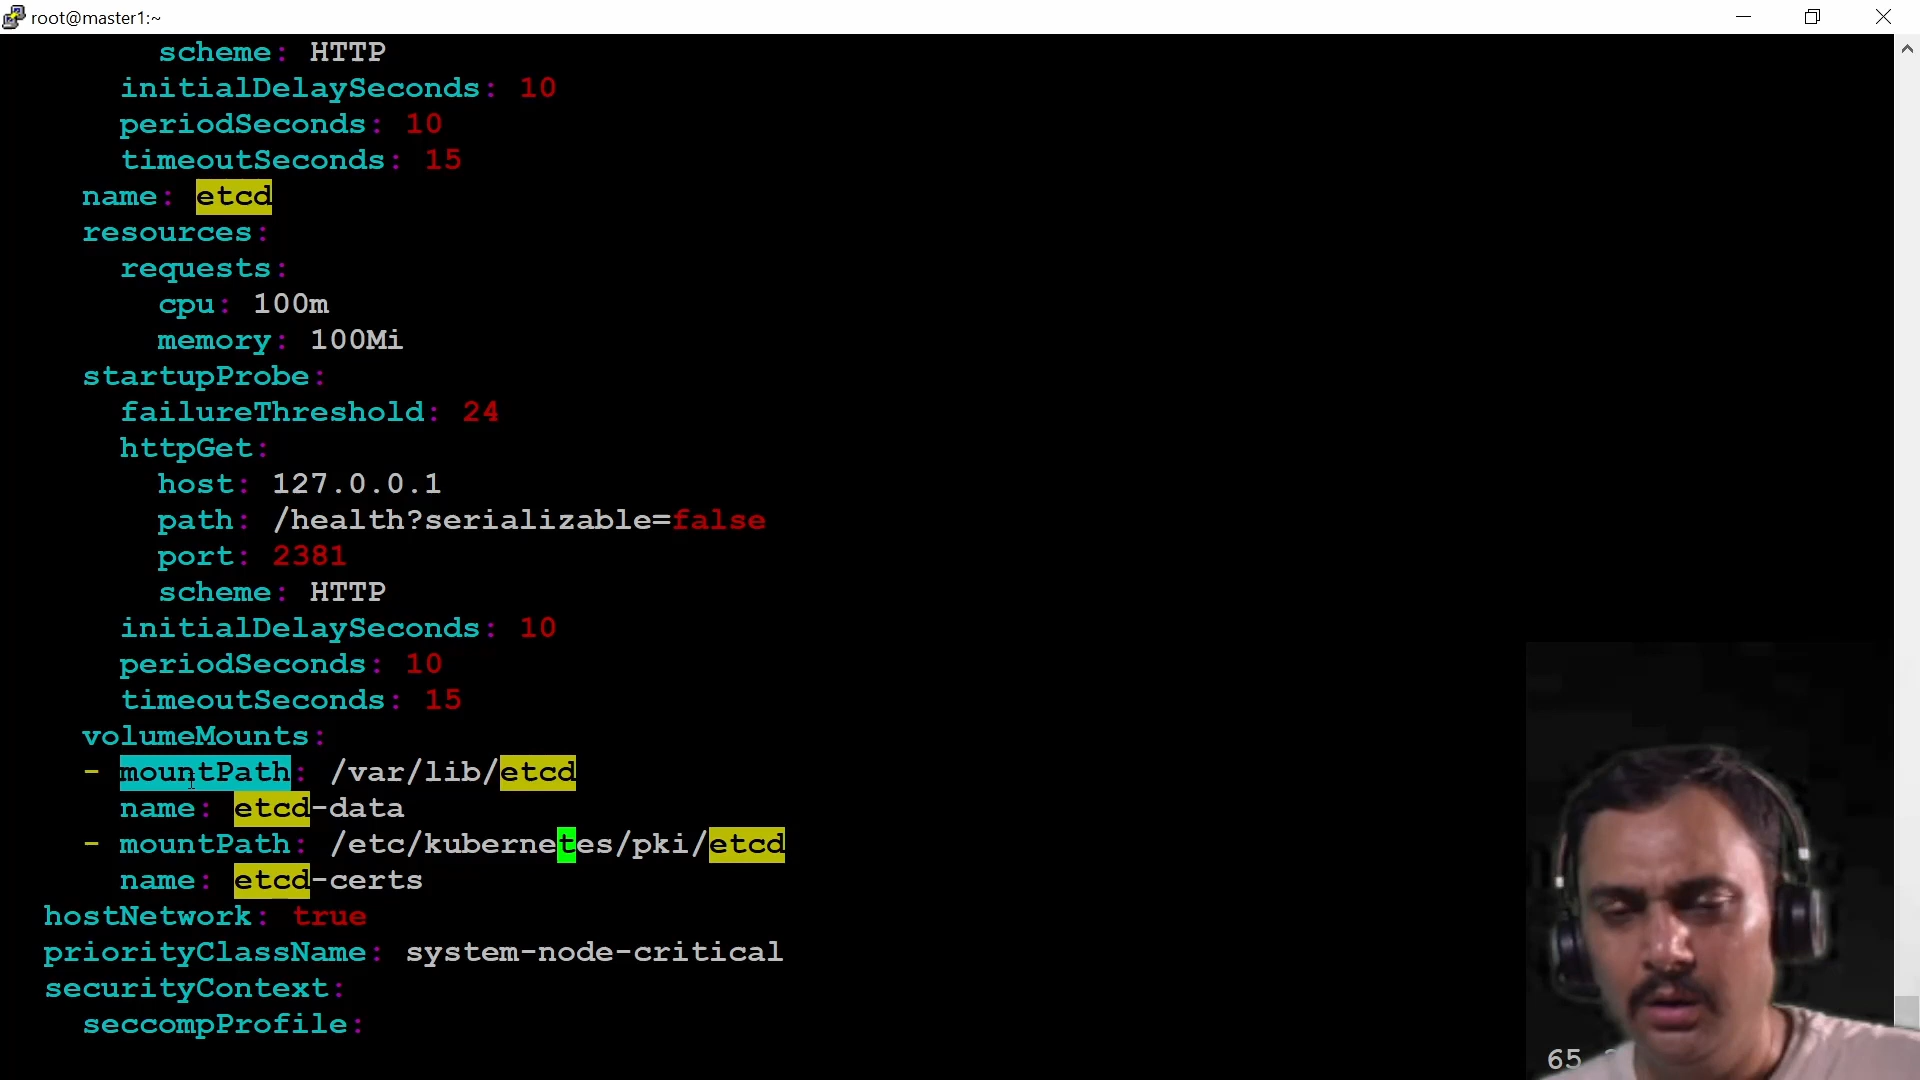 root@master1:~
scheme: HTTP
initialDelaySeconds: 10
periodSeconds: 10
timeoutSeconds: 15
name: etcd
resources:
requests:
cpu: 100m
memory: 100Mi
startupProbe:
failureThreshold: 24
httpGet:
host: 127.0.0.1
path: /health?serializable=false
port: 2381
scheme: HTTP
initialDelaySeconds: 10
periodSeconds: 10
timeoutSeconds: 15
volumeMounts:
- mountPath: /var/lib/etcd
name: etcd-data
- mountPath: /etc/kubernetes/pki/etcd
name: etcd-certs
hostNetwork: true
priorityClassName: system-node-critical
securityContext:
seccompProfile: